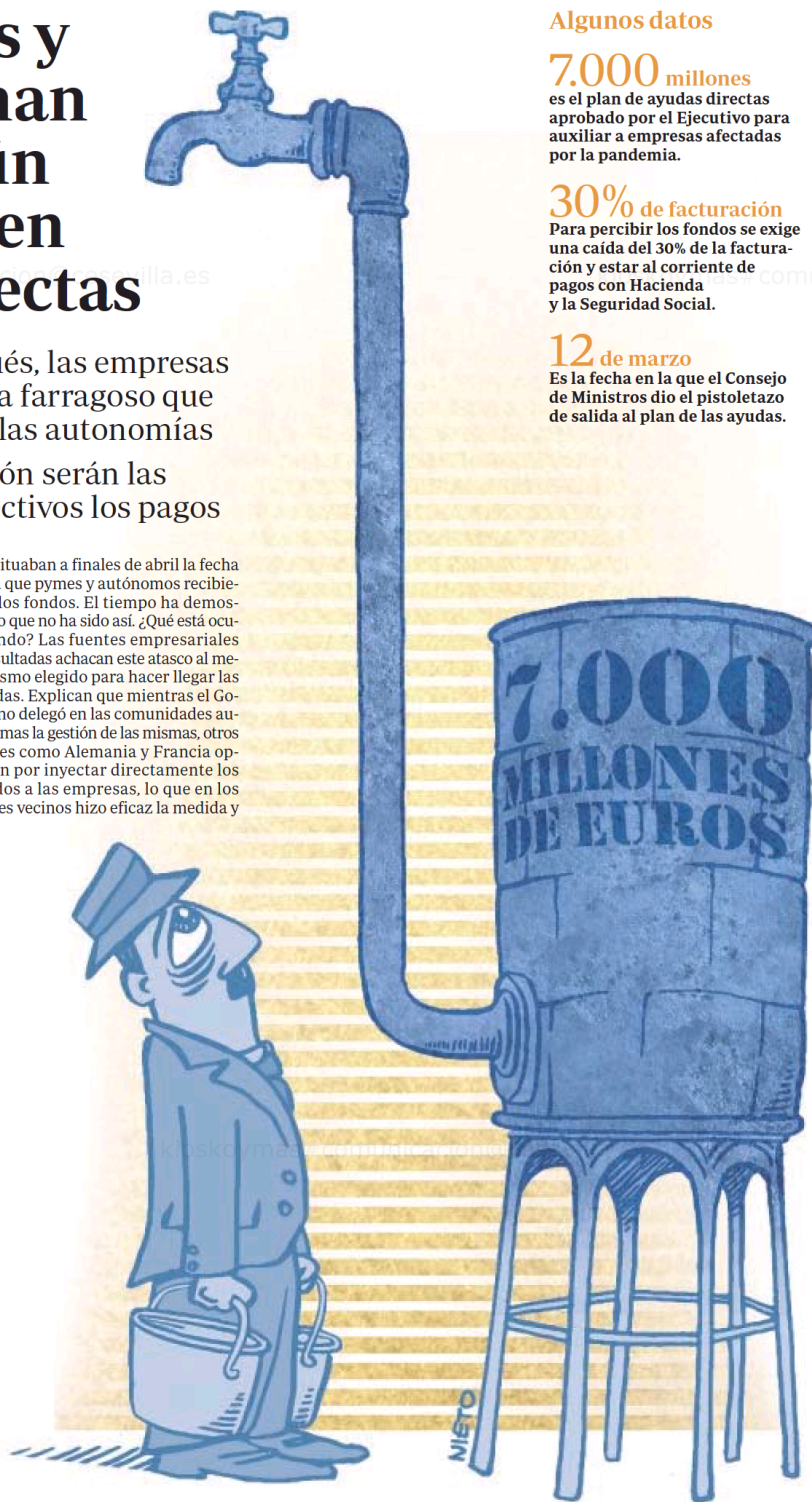 s y
nan
ún
en
ectas
ués, las empresas
a farragoso que
las autonomías
ón serán las
ctivos los pagos
ituaban a finales de abril la fecha
que pymes y autónomos recibie-
los fondos. El tiempo ha demos-
o que no ha sido así. ¿Qué está ocu-
ndo? Las fuentes empresariales
sultadas achacan este atasco al me-
ismo elegido para hacer llegar las
das. Explican que mientras el Go-
no delegó en las comunidades au-
mas la gestión de las mismas, otros
es como Alemania y Francia op-
n por inyectar directamente los
dos a las empresas, lo que en los
es vecinos hizo eficaz la medida y
Algunos datos
7.000 millones
es el plan de ayudas directas
aprobado por el Ejecutivo para
auxiliar a empresas afectadas
por la pandemia.
30% de facturación
Para percibir los fondos se exige
una caída del 30% de la factura-
ción y estar al corriente de
pagos con Hacienda
y la Seguridad Social.
12 de marzo
Es la fecha en la que el Consejo
de Ministros dio el pistoletazo
de salida al plan de las ayudas.
7.000
MILLONES
DE EUROS
NIETO